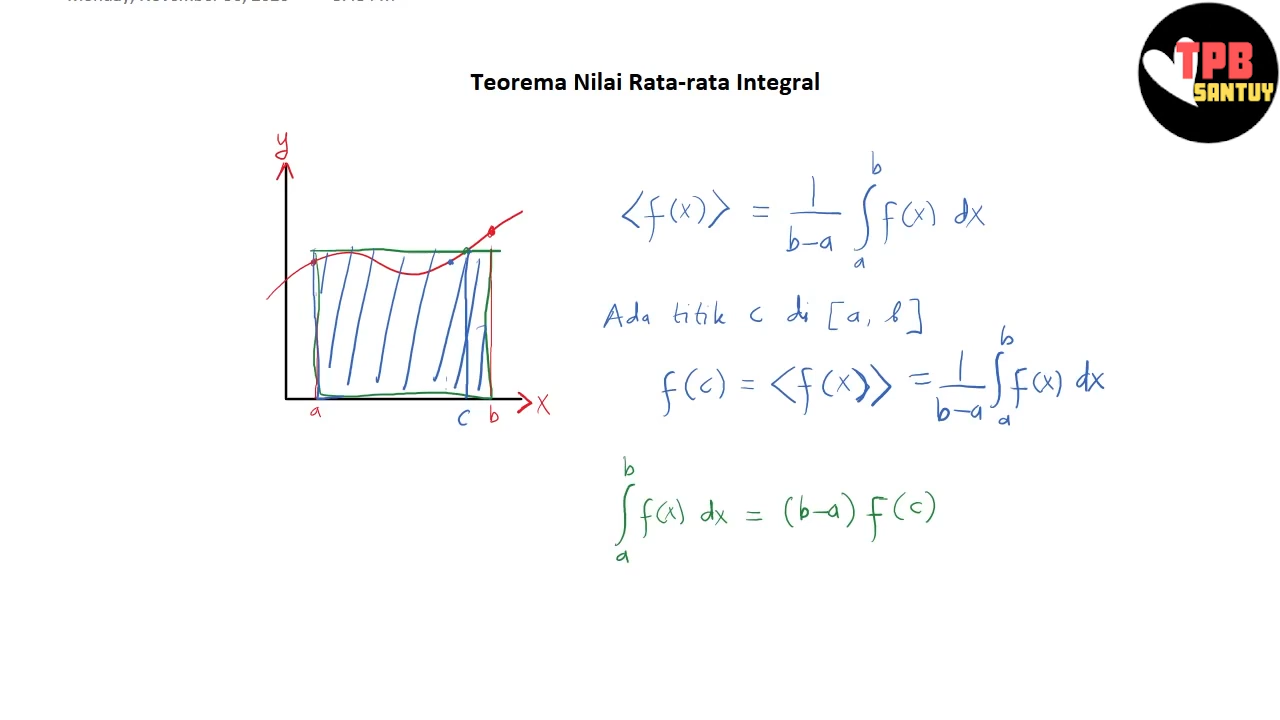 TPB
SANTUY
Teorema Nilai Rata-rata Integral
y
a
c
b
x
<f(x)> = 1/(b-a) ∫_a^b f(x) dx
Ada titik c di [a, b]
f(c) = <f(x)> = 1/(b-a) ∫_a^b f(x) dx
∫_a^b f(x) dx = (b-a) f(c)